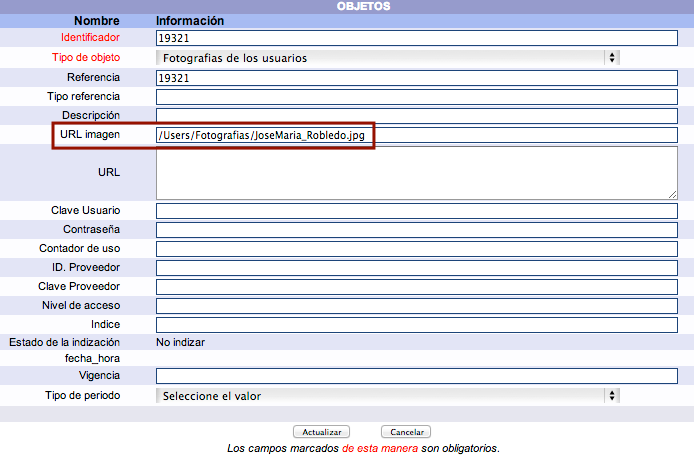 OBJETOS
Nombre Información
Identificador 19321
Tipo de objeto Fotografias de los usuarios
Referencia 19321
Tipo referencia
Descripción
URL imagen /Users/Fotografias/JoseMaria_Robledo.jpg
URL
Clave Usuario
Contraseña
Contador de uso
ID. Proveedor
Clave Proveedor
Nivel de acceso
Indice
Estado de la indización No indizar
fecha_hora
Vigencia
Tipo de periodo Seleccione el valor
Actualizar Cancelar
Los campos marcados de esta manera son obligatorios.